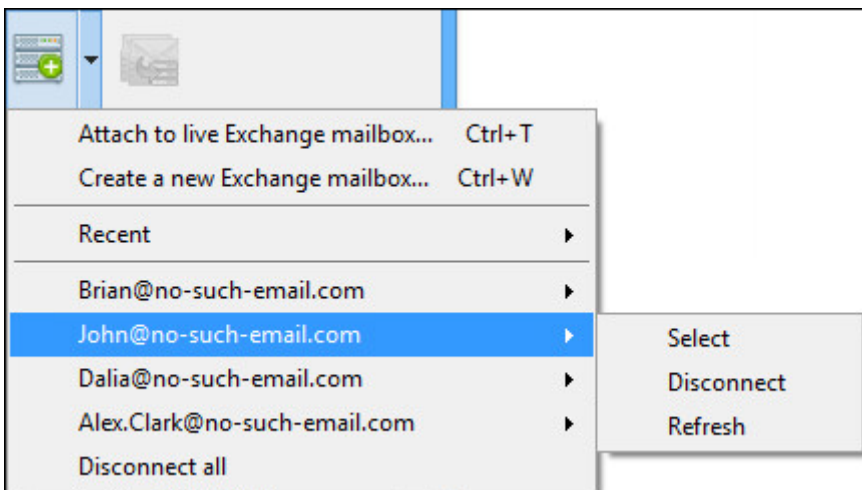 Attach to live Exchange mailbox... Ctrl+T
Create a new Exchange mailbox... Ctrl+W
Recent
Brian@no-such-email.com
John@no-such-email.com
Select
Dalia@no-such-email.com
Disconnect
Alex.Clark@no-such-email.com
Refresh
Disconnect all